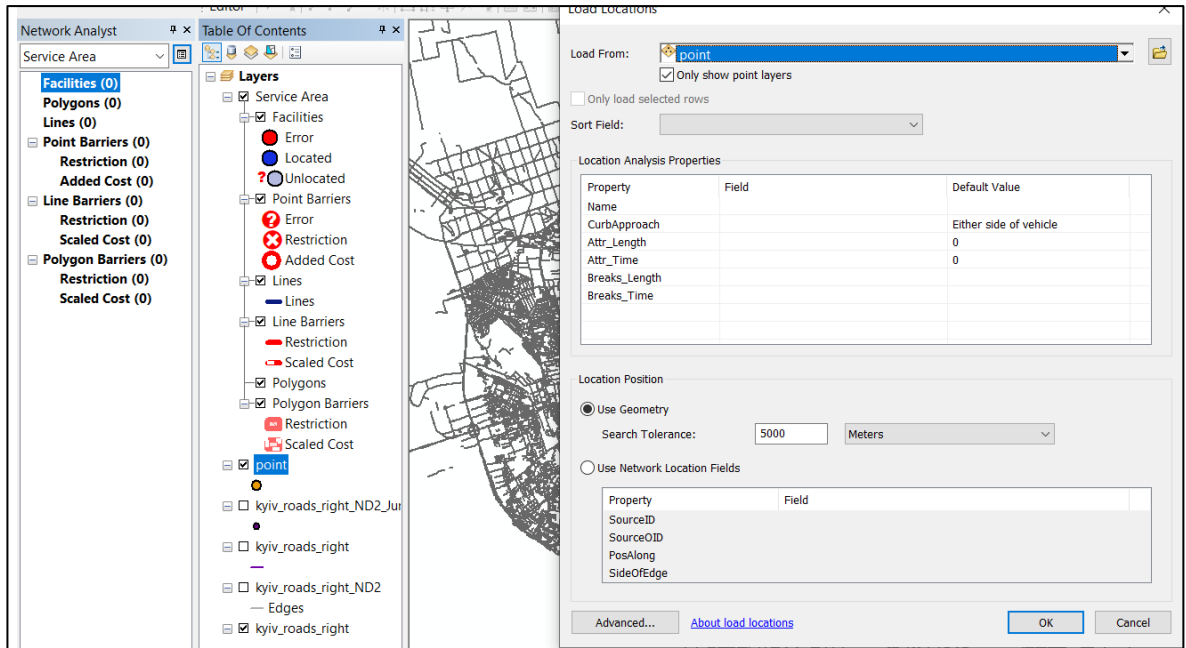 Editor
Network Analyst
Service Area
Facilities (0)
Polygons (0)
Lines (0)
Point Barriers (0)
Restriction (0)
Added Cost (0)
Line Barriers (0)
Restriction (0)
Scaled Cost (0)
Polygon Barriers (0)
Restriction (0)
Scaled Cost (0)
Table Of Contents
Layers
Service Area
Facilities
Error
Located
?
Unlocated
Point Barriers
Error
Restriction
Added Cost
Lines
Lines
Line Barriers
Restriction
Scaled Cost
Polygons
Polygon Barriers
Restriction
Scaled Cost
point
kyiv_roads_right_ND2_Jur
kyiv_roads_right
kyiv_roads_right_ND2
Edges
kyiv_roads_right
Load Locations
Load From: point
Only show point layers
Only load selected rows
Sort Field:
Location Analysis Properties
Property Field Default Value
Name
CurbApproach Either side of vehicle
Attr_Length 0
Attr_Time 0
Breaks_Length
Breaks_Time
Location Position
Use Geometry
Search Tolerance: 5000 Meters
Use Network Location Fields
Property Field
SourceID
SourceOID
PosAlong
SideOfEdge
Advanced... About load locations OK Cancel